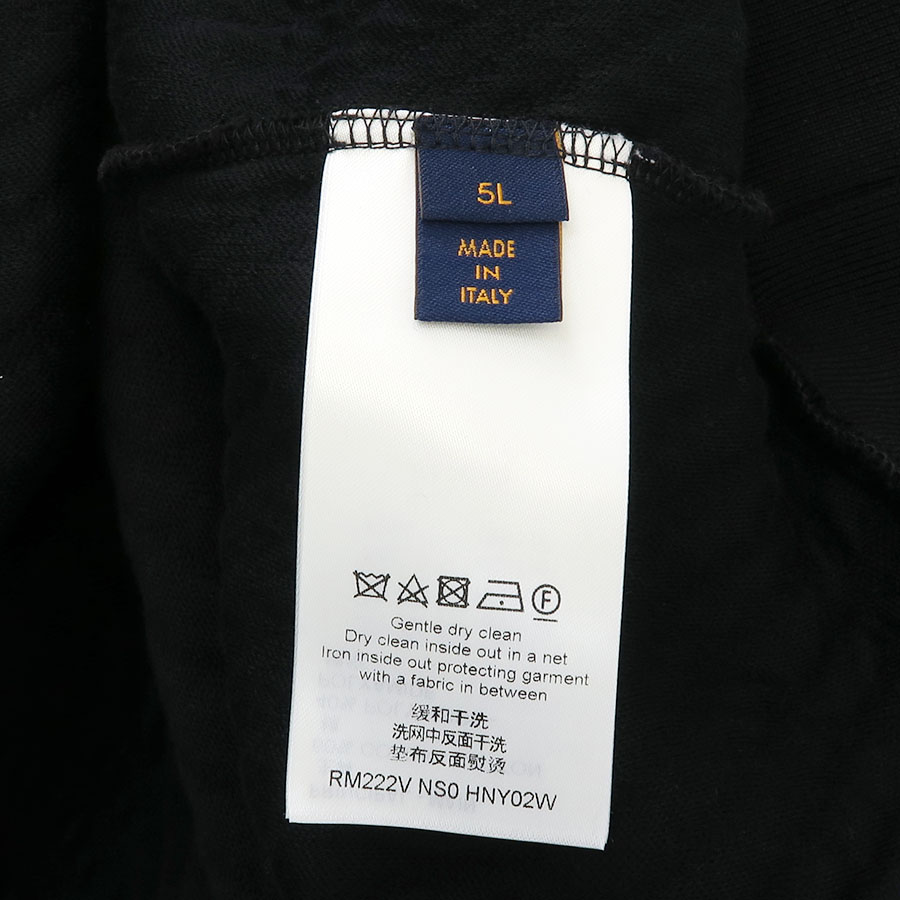 5L
MADE
IN
ITALY
F
Gentle dry clean
Dry clean inside out in a net
Iron inside out protecting garment
with a fabric in between
缓和干洗
洗网中反面干洗
垫布反面熨烫
RM222V NS0 HNY02W